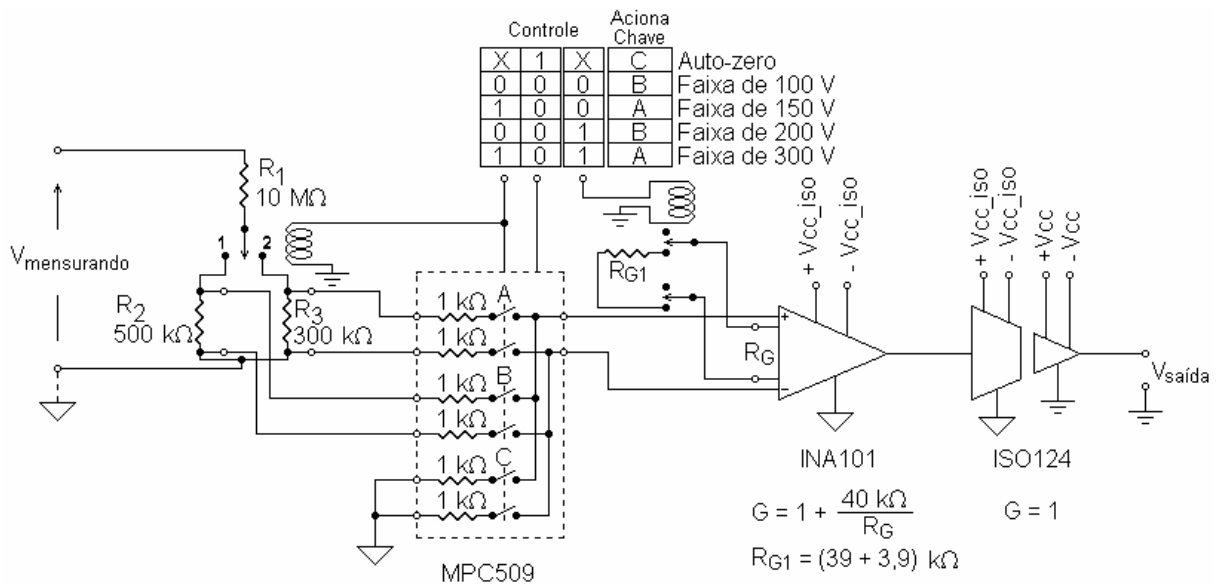 Controle
Aciona
Chave
X 1 X C Auto-zero
0 0 0 B Faixa de 100 V
1 0 0 A Faixa de 150 V
0 0 1 B Faixa de 200 V
1 0 1 A Faixa de 300 V
R1
10 MΩ
1 2
Vmensurando
R2
500 kΩ
R3
300 kΩ
1 kΩ A
1 kΩ
1 kΩ B
1 kΩ
1 kΩ C
1 kΩ
MPC509
RG1
RG
+
-
+ Vcc_iso
- Vcc_iso
+ Vcc_iso
- Vcc_iso
+ Vcc
- Vcc
Vsaída
INA101
ISO124
G = 1 + 40 kΩ / RG
G = 1
RG1 = (39 + 3,9) kΩ